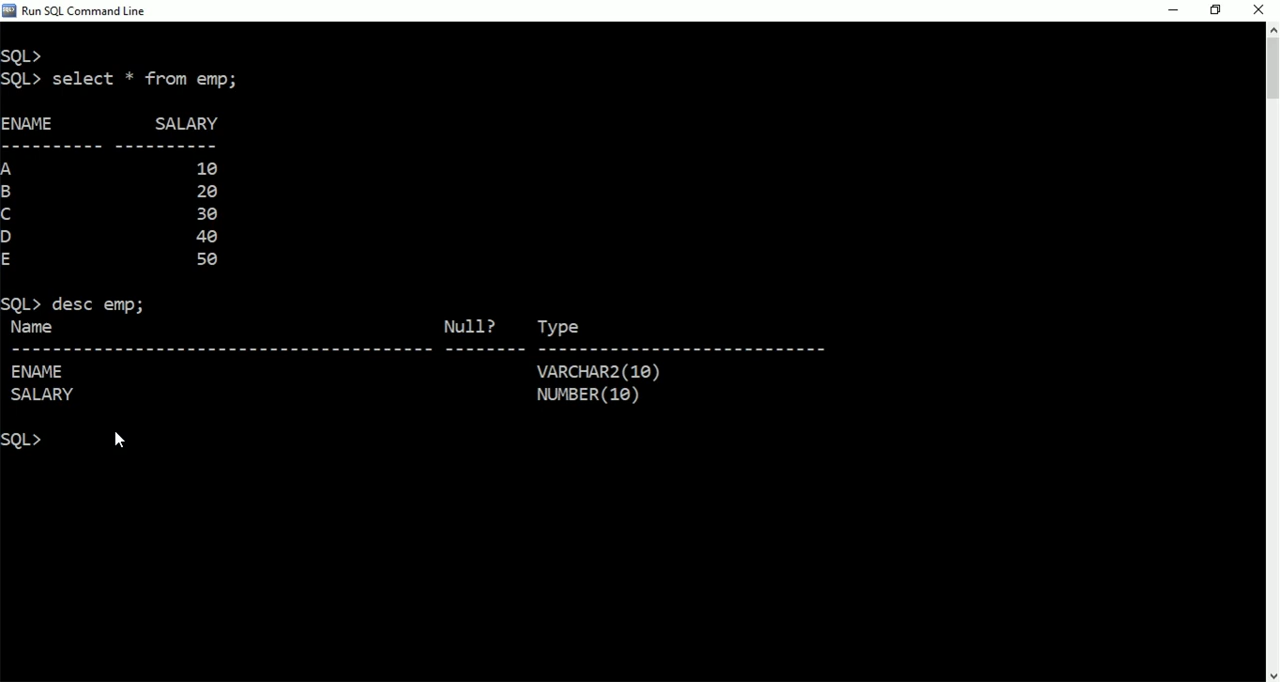 Run SQL Command Line
SQL>
SQL> select * from emp;
ENAME SALARY
---------- ----------
A 10
B 20
C 30
D 40
E 50
SQL> desc emp;
Name Null? Type
----------------------------------------- -------- ----------------------------
ENAME VARCHAR2(10)
SALARY NUMBER(10)
SQL>